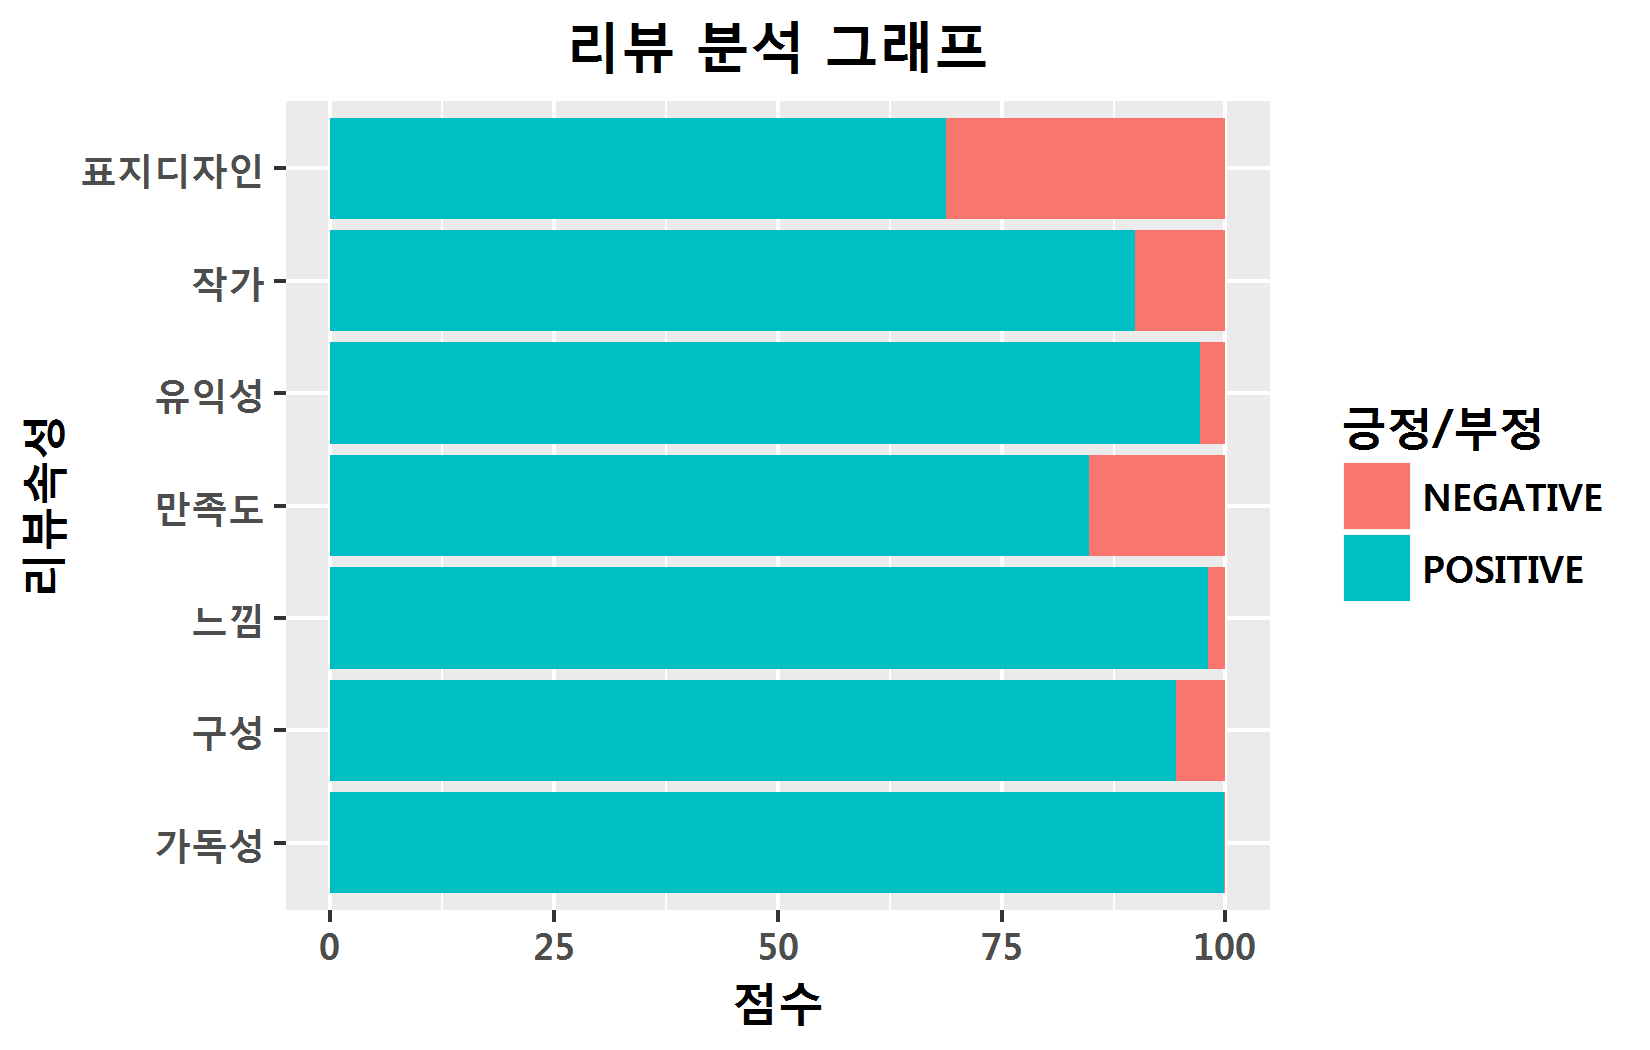 리뷰 분석 그래프
표지디자인
작가
유익성
만족도
느낌
구성
가독성
리뷰속성
0 25 50 75 100
점수
긍정/부정
NEGATIVE
POSITIVE